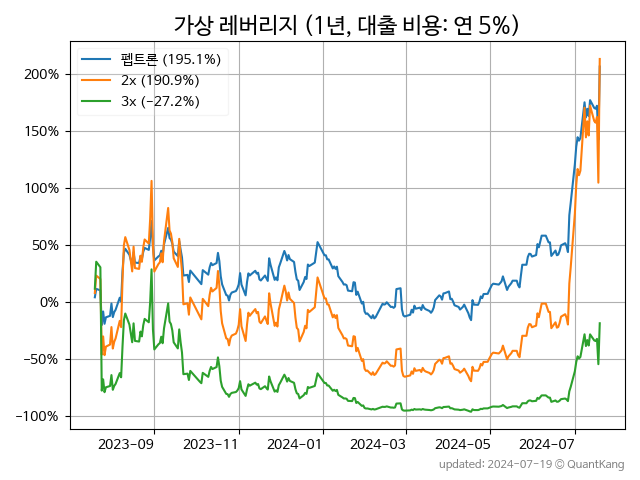 가상 레버리지 (1년, 대출 비용: 연 5%)
펩트론 (195.1%)
2x (190.9%)
3x (−27.2%)
200%
150%
100%
50%
0%
−50%
−100%
2023-09
2023-11
2024-01
2024-03
2024-05
2024-07
updated: 2024-07-19 © QuantKang